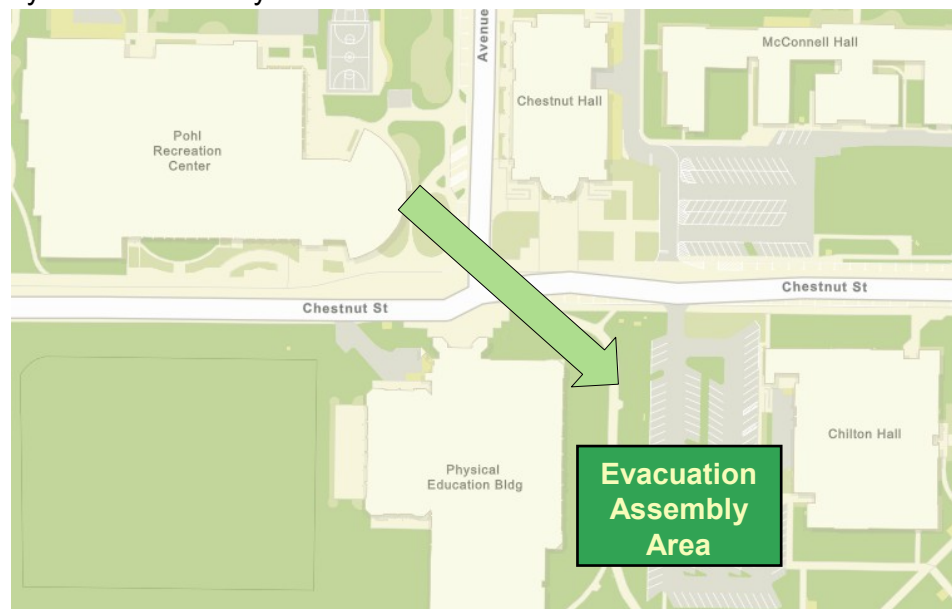 Avenue
McConnell Hall
Chestnut Hall
Pohl
Recreation
Center
Chestnut St
Chestnut St
Chilton Hall
Physical
Education Bldg
Evacuation
Assembly
Area